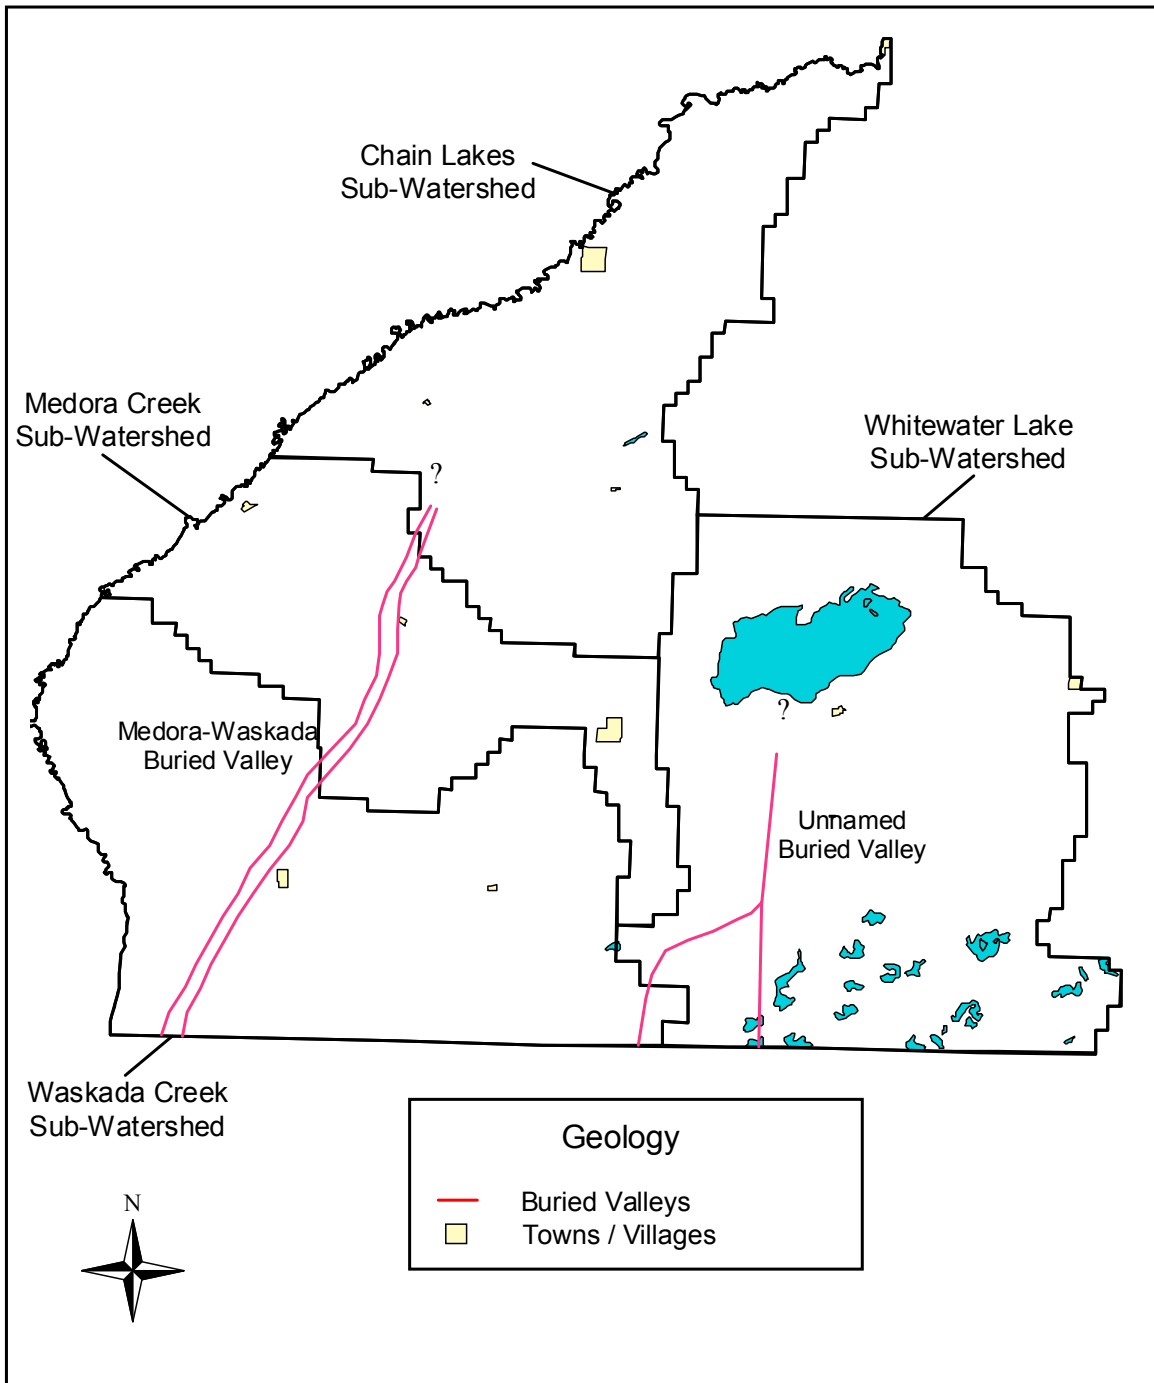 Chain Lakes
Sub-Watershed
Medora Creek
Sub-Watershed
Whitewater Lake
Sub-Watershed
?
?
Medora-Waskada
Buried Valley
Unnamed
Buried Valley
Waskada Creek
Sub-Watershed
Geology
Buried Valleys
Towns / Villages
N